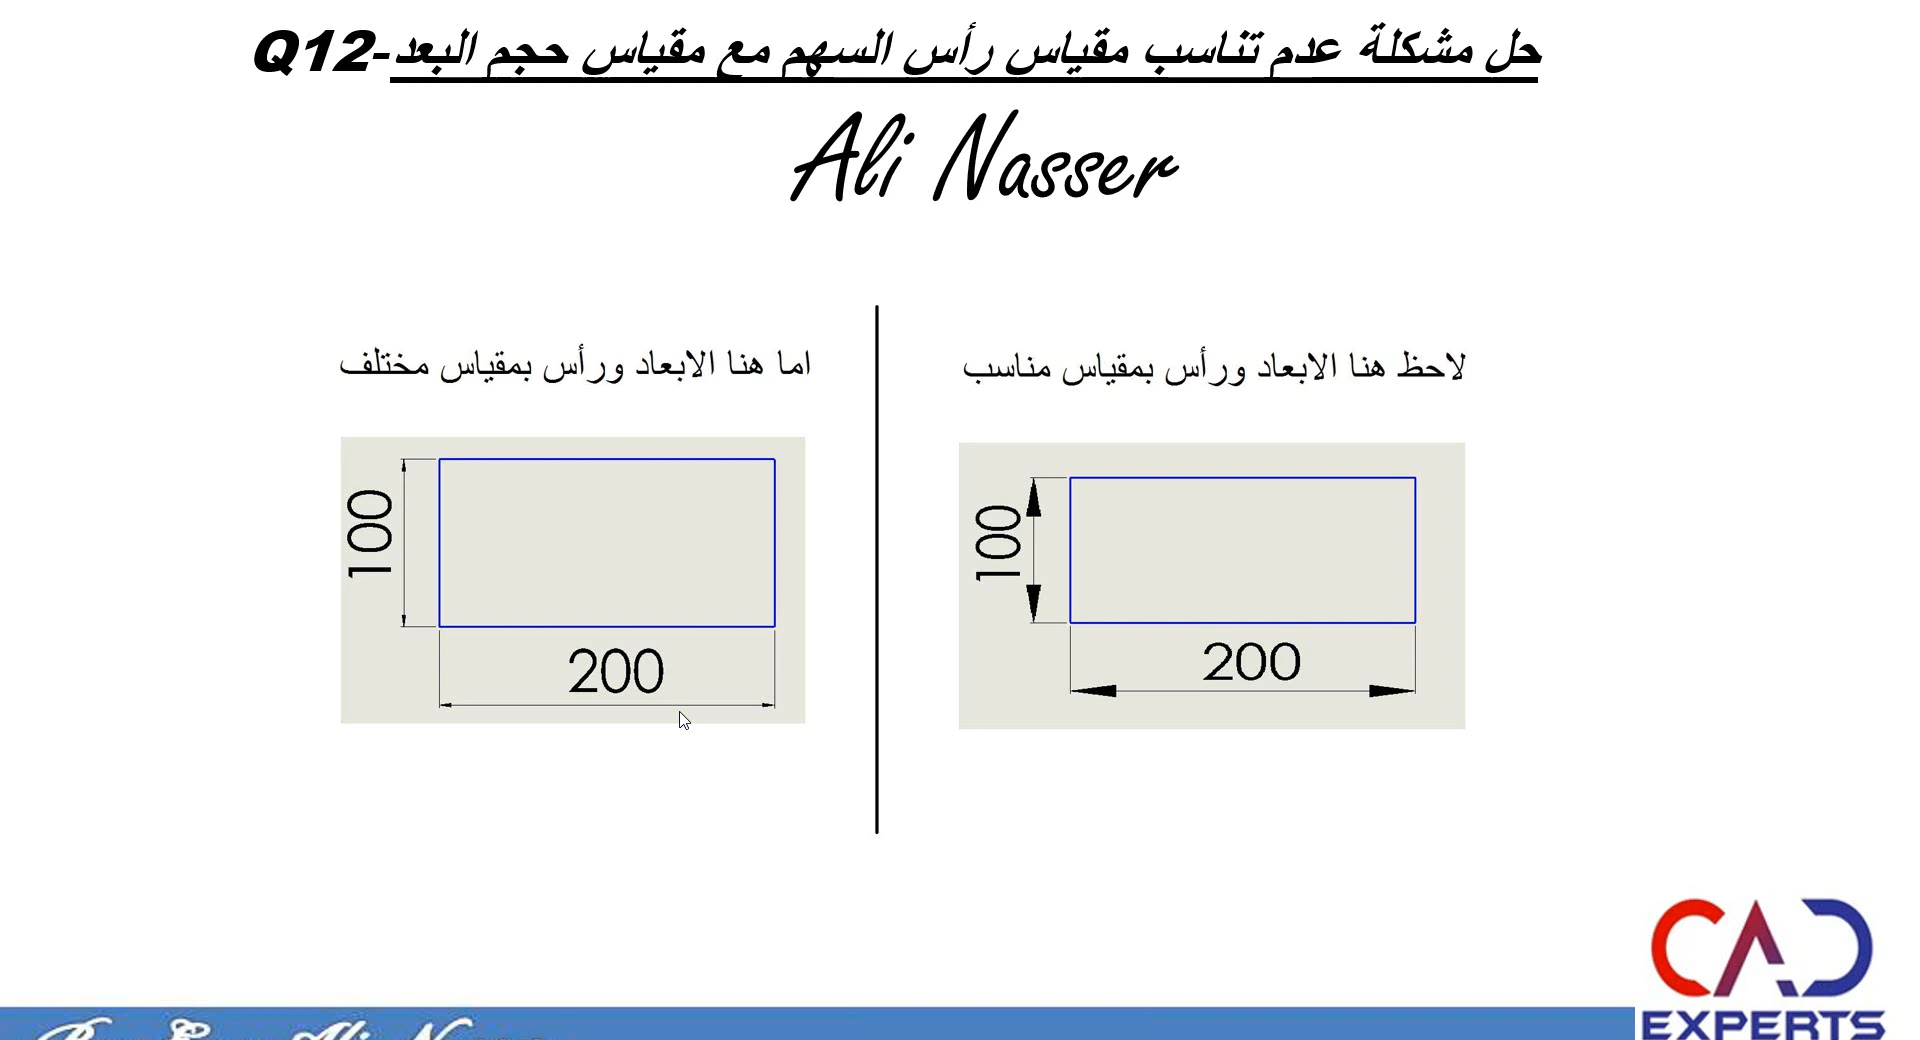 حل مشكلة عدم تناسب مقياس رأس السهم مع مقياس حجم البعد-Q12
Ali Nasser
لاحظ هنا الابعاد ورأس بمقياس مناسب
اما هنا الابعاد ورأس بمقياس مختلف
100
200
100
200
CAD
EXPERTS